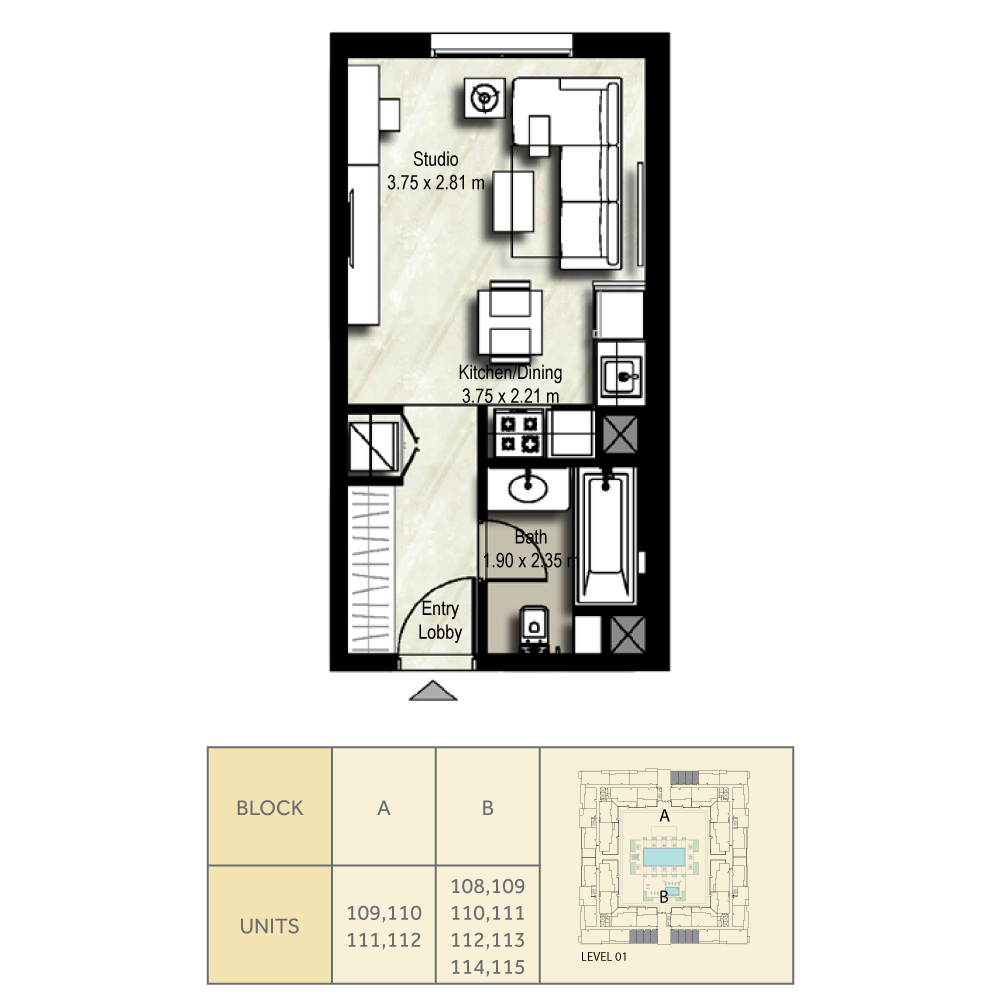 Studio
3.75 x 2.81 m
Kitchen/Dining
3.75 x 2.21 m
Bath
1.90 x 2.35 m
Entry
Lobby
BLOCK
A
B
UNITS
109,110
111,112
108,109
110,111
112,113
114,115
A
B
LEVEL 01